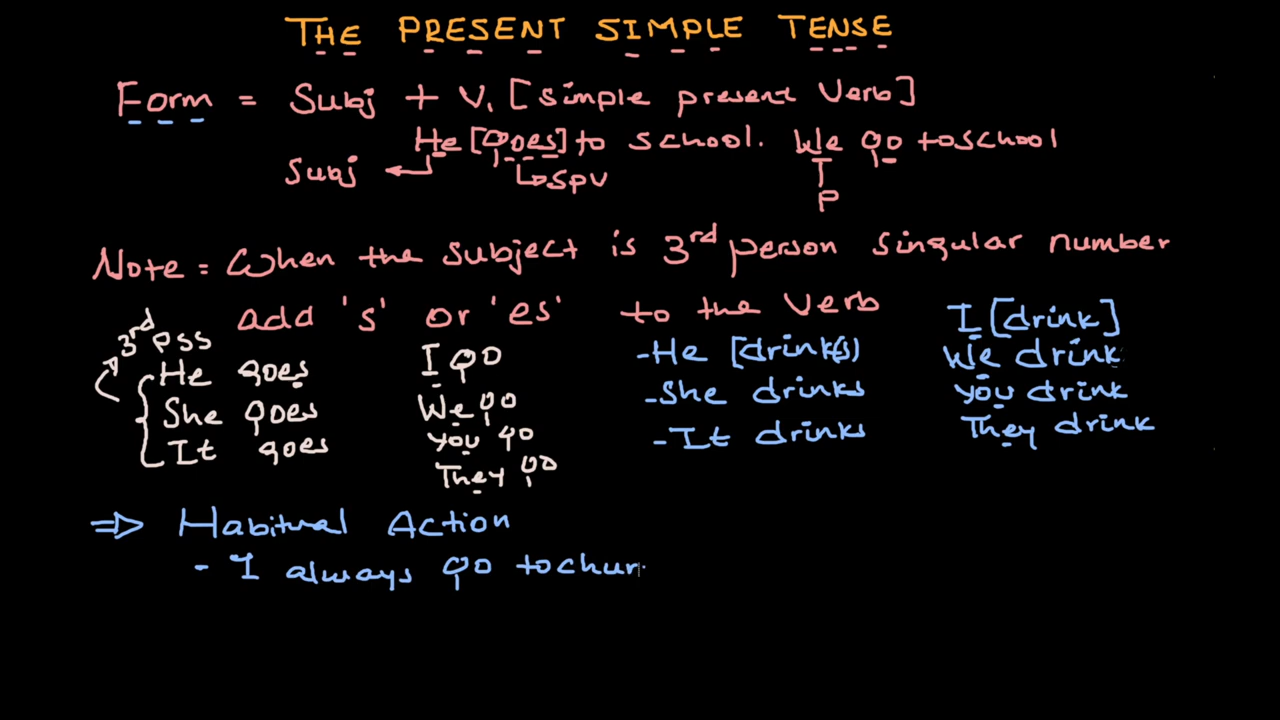 THE PRESENT SIMPLE TENSE
Form = Subj + V₁ [simple present Verb]
He [goes] to school. We go to school
Subj ← ↳ SPV
P
Note = When the subject is 3rd person singular number
add 's' or 'es' to the Verb
3rd PSS
He goes
She goes
It goes
I go
We go
you go
They go
-He [drink(s)]
-She drinks
-It drinks
I [drink]
We drink
you drink
They drink
⇒ Habitual Action
- I always go to chur